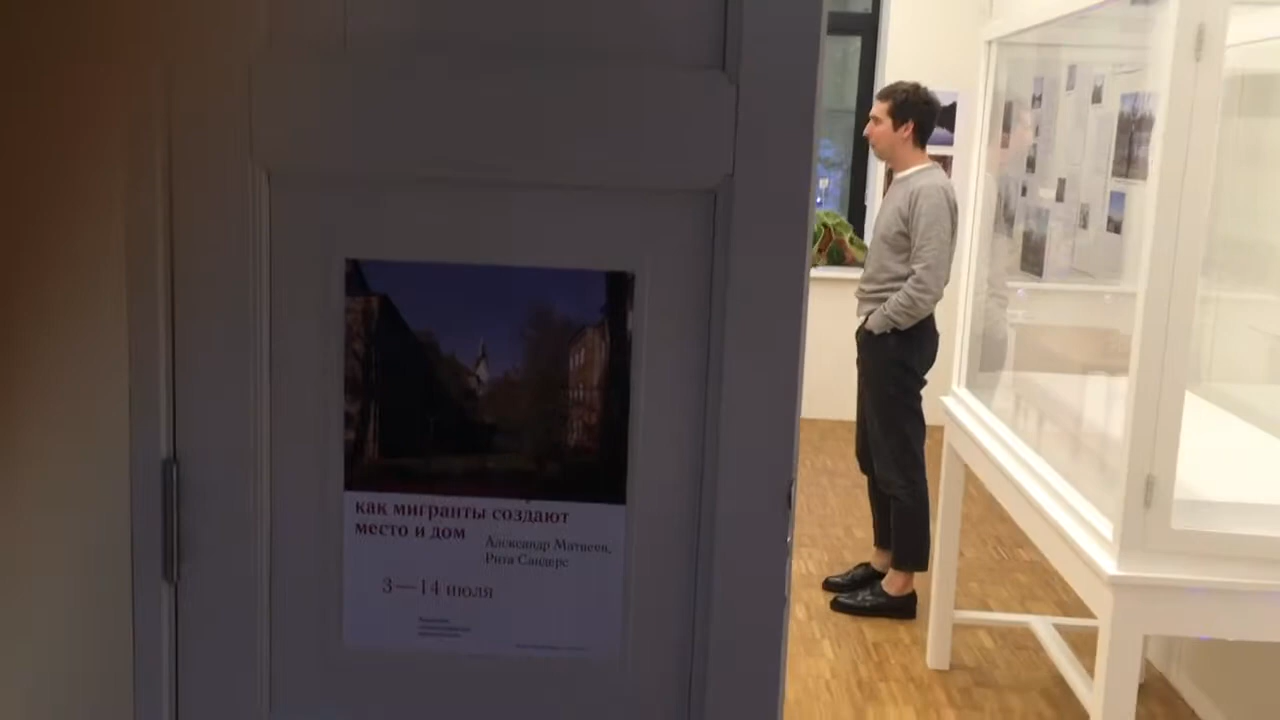 как мигранты создают
место и дом
Александр Матвеев,
Рита Сандерс
3—14 июля